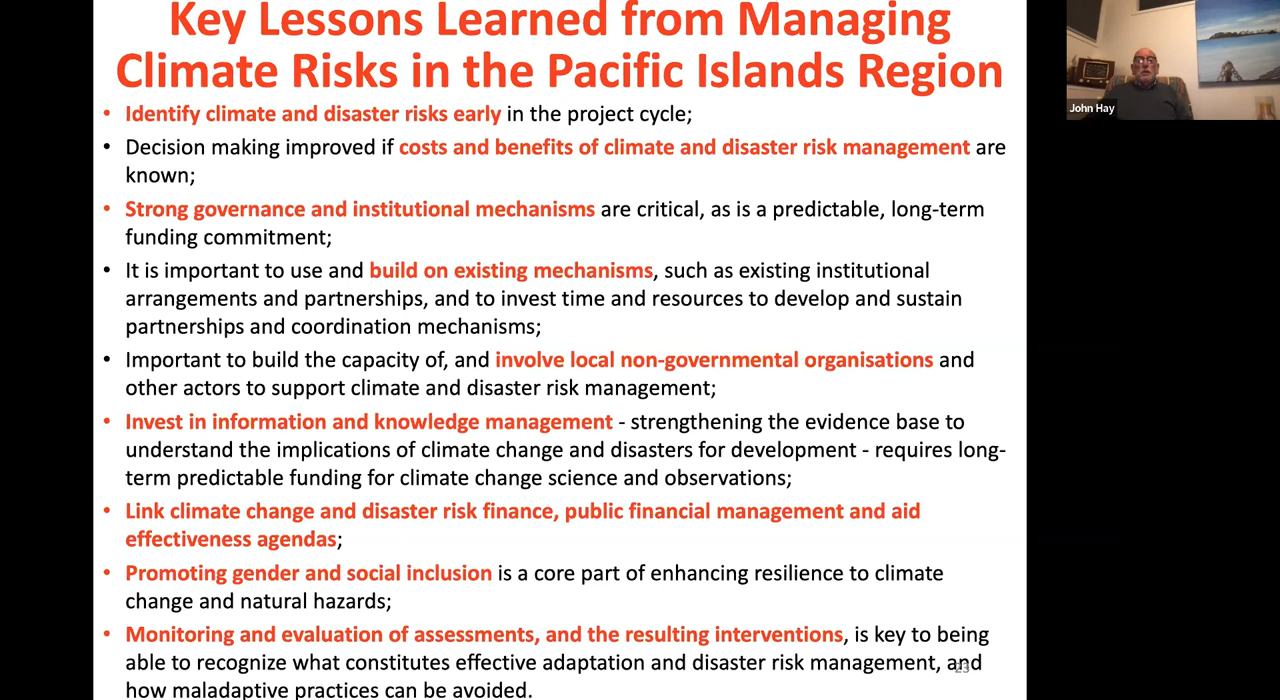 Key Lessons Learned from Managing
Climate Risks in the Pacific Islands Region
• Identify climate and disaster risks early in the project cycle;
• Decision making improved if costs and benefits of climate and disaster risk management are
known;
• Strong governance and institutional mechanisms are critical, as is a predictable, long-term
funding commitment;
• It is important to use and build on existing mechanisms, such as existing institutional
arrangements and partnerships, and to invest time and resources to develop and sustain
partnerships and coordination mechanisms;
• Important to build the capacity of, and involve local non-governmental organisations and
other actors to support climate and disaster risk management;
• Invest in information and knowledge management - strengthening the evidence base to
understand the implications of climate change and disasters for development - requires long-
term predictable funding for climate change science and observations;
• Link climate change and disaster risk finance, public financial management and aid
effectiveness agendas;
• Promoting gender and social inclusion is a core part of enhancing resilience to climate
change and natural hazards;
• Monitoring and evaluation of assessments, and the resulting interventions, is key to being
able to recognize what constitutes effective adaptation and disaster risk management, and
how maladaptive practices can be avoided.
John Hay